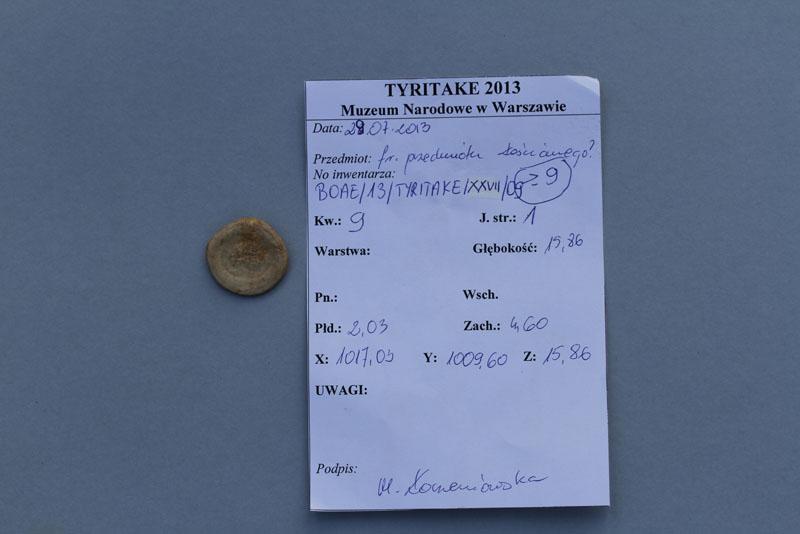 TYRITAKE 2013
Muzeum Narodowe w Warszawie
Data: 29.07.2013
Przedmiot: fr. przedmiotu kościanego?
No inwentarza:
BOAE/13/TYRITAKE/XXVII/09 = 9
Kw.: 9 J. str.: 1
Warstwa: Głębokość: 15,86
Pn.: Wsch.
Płd.: 2,03 Zach.: 4,60
X: 1017,03 Y: 1009,60 Z: 15,86
UWAGI:
Podpis:
M.